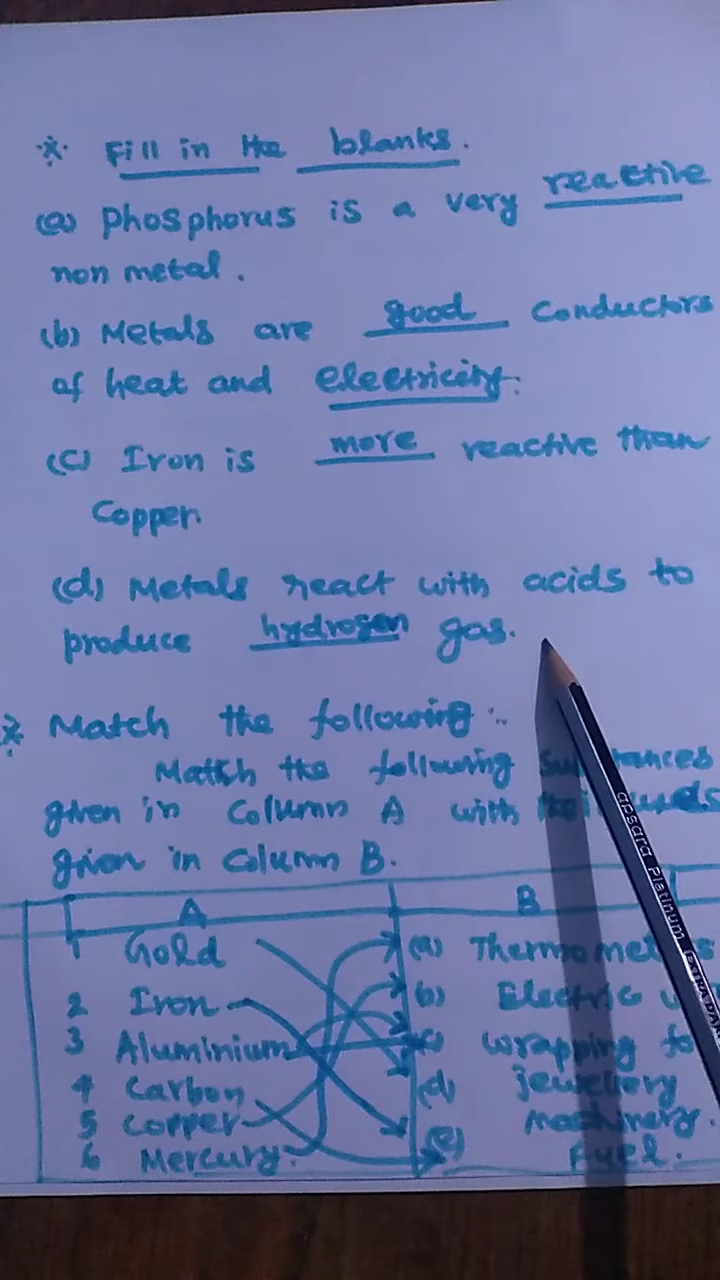 * Fill in the blanks.
(a) Phosphorus is a very reactive
non metal.
(b) Metals are good conductors
of heat and electricity.
(c) Iron is more reactive than
Copper.
(d) Metals react with acids to
produce hydrogen gas.
* Match the following :-
Match the following
given in Column A with
given in Column B.
A B
1 Gold (a)
2 Iron (b) Electric
3 Aluminium (c) wrapping
4 Carbon (d) jewellery
5 Copper machinery.
6 Mercury. (e) Fuel.
apsara Platinum